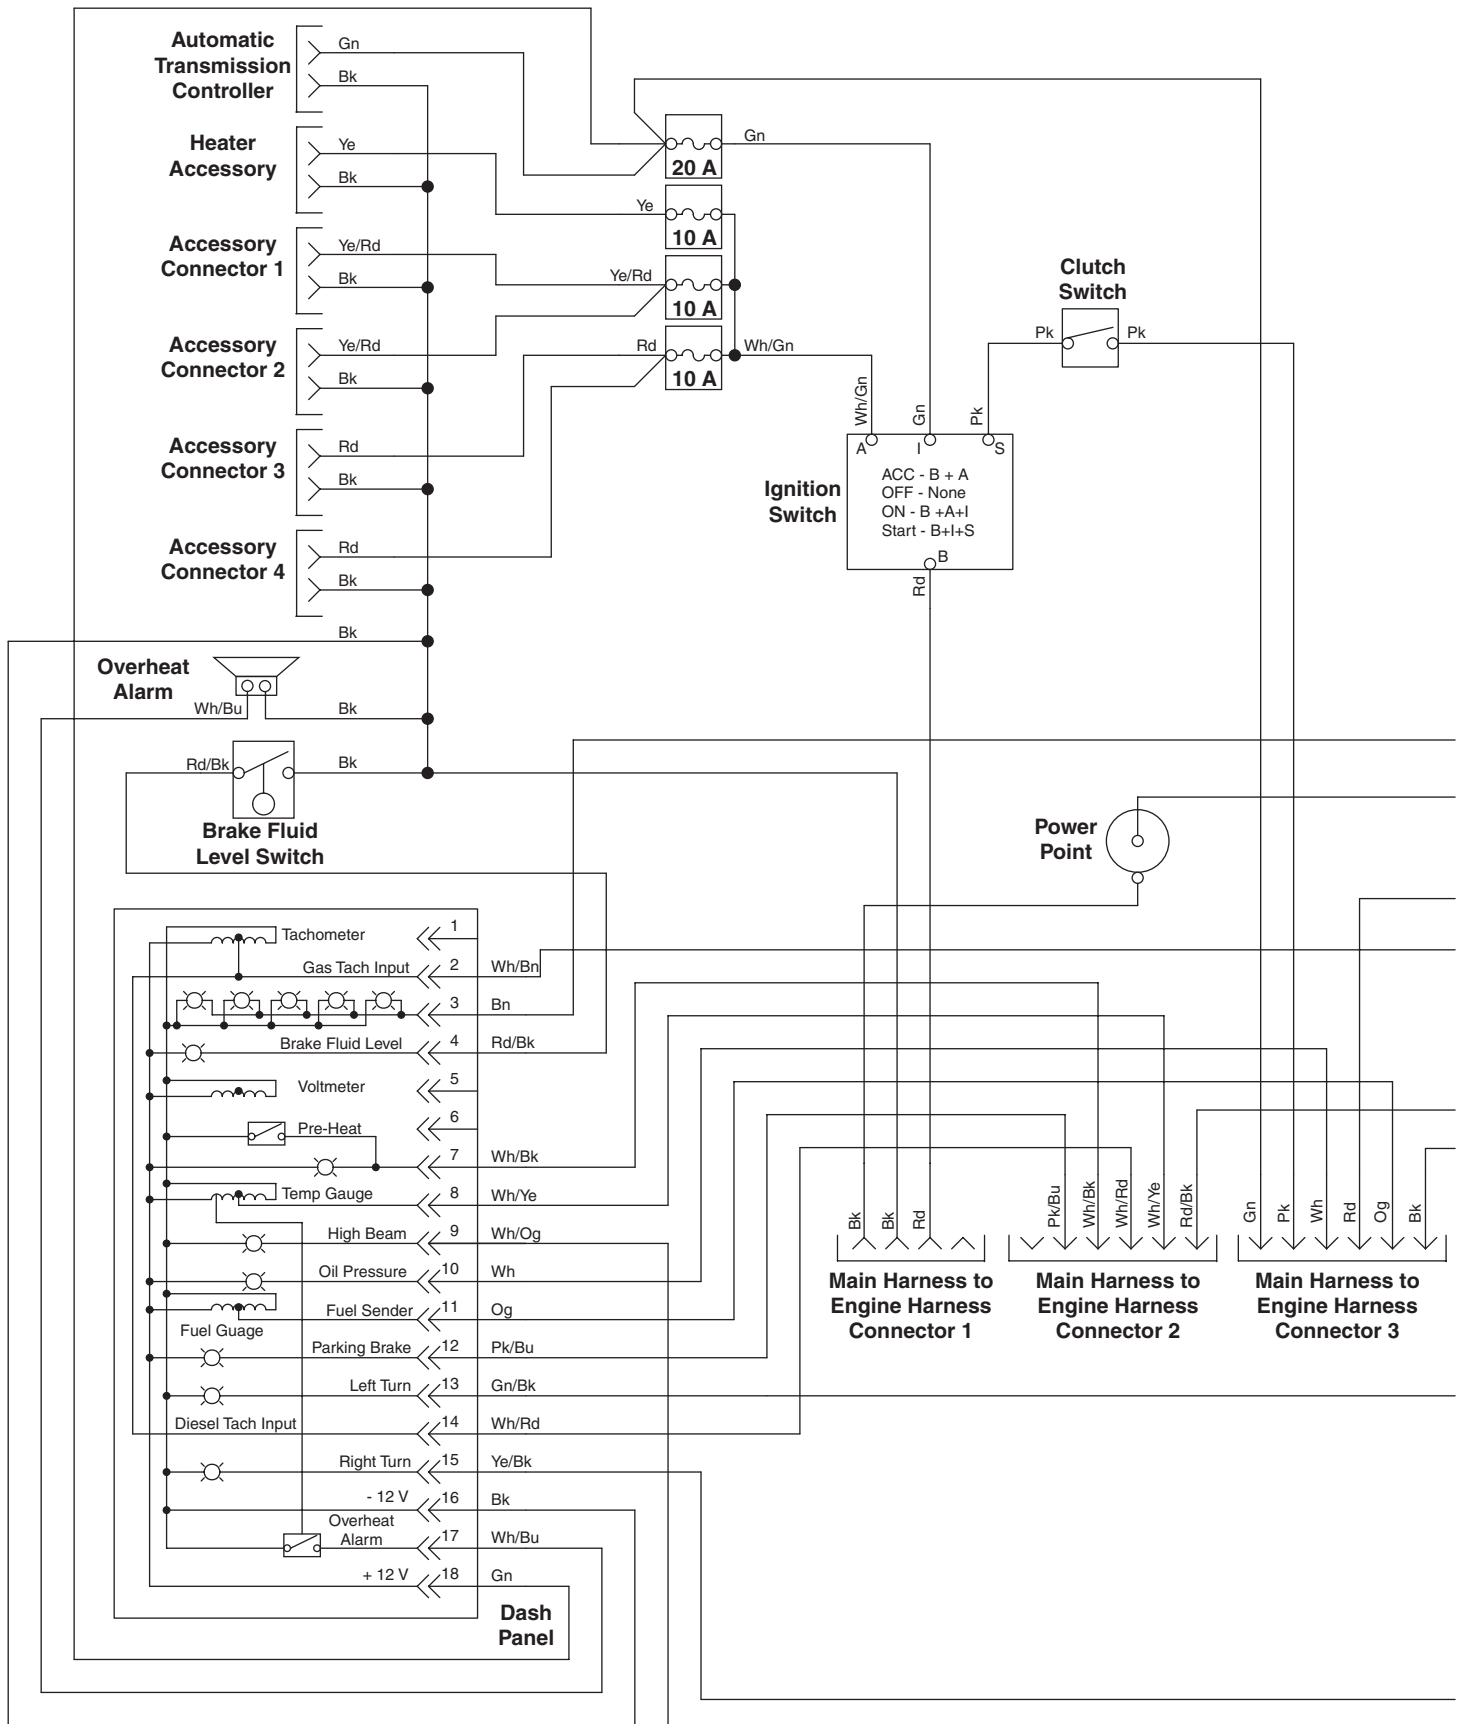 Automatic
Transmission
Controller
Gn
Bk
Heater
Accessory
Ye
Bk
Accessory
Connector 1
Ye/Rd
Bk
Accessory
Connector 2
Ye/Rd
Bk
Accessory
Connector 3
Rd
Bk
Accessory
Connector 4
Rd
Bk
Bk
Overheat
Alarm
Wh/Bu
Bk
Rd/Bk
Bk
Brake Fluid
Level Switch
20 A
Gn
Ye
10 A
Ye/Rd
10 A
Rd
10 A
Wh/Gn
Clutch
Switch
Pk
Pk
Wh/Gn
Gn
Pk
A
I
S
Ignition
Switch
ACC - B + A
OFF - None
ON - B +A+I
Start - B+I+S
B
Rd
Power
Point
Tachometer
1
Gas Tach Input
2
Wh/Bn
3
Bn
Brake Fluid Level
4
Rd/Bk
Voltmeter
5
Pre-Heat
6
7
Wh/Bk
Temp Gauge
8
Wh/Ye
High Beam
9
Wh/Og
Oil Pressure
10
Wh
Fuel Sender
11
Og
Fuel Guage
Parking Brake
12
Pk/Bu
Left Turn
13
Gn/Bk
Diesel Tach Input
14
Wh/Rd
Right Turn
15
Ye/Bk
- 12 V
16
Bk
Overheat
Alarm
17
Wh/Bu
+ 12 V
18
Gn
Dash
Panel
Bk
Bk
Rd
Main Harness to
Engine Harness
Connector 1
Pk/Bu
Wh/Bk
Wh/Rd
Wh/Ye
Rd/Bk
Main Harness to
Engine Harness
Connector 2
Gn
Pk
Wh
Rd
Og
Bk
Main Harness to
Engine Harness
Connector 3